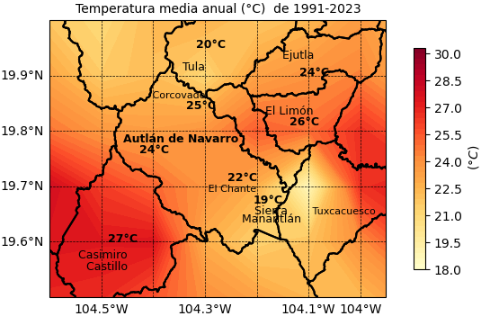 Temperatura media anual (°C)  de 1991-2023
20°C
Tula
Ejutla
24°C
Corcovado
25°C
El Limón
26°C
Autlán de Navarro
24°C
22°C
El Chante
19°C
Sierra
Manantlán
Tuxcacuesco
27°C
Casimiro
Castillo
19.9°N
19.8°N
19.7°N
19.6°N
104.5°W
104.3°W
104.1°W
104°W
30.0
28.5
27.0
25.5
24.0
22.5
21.0
19.5
18.0
(°C)